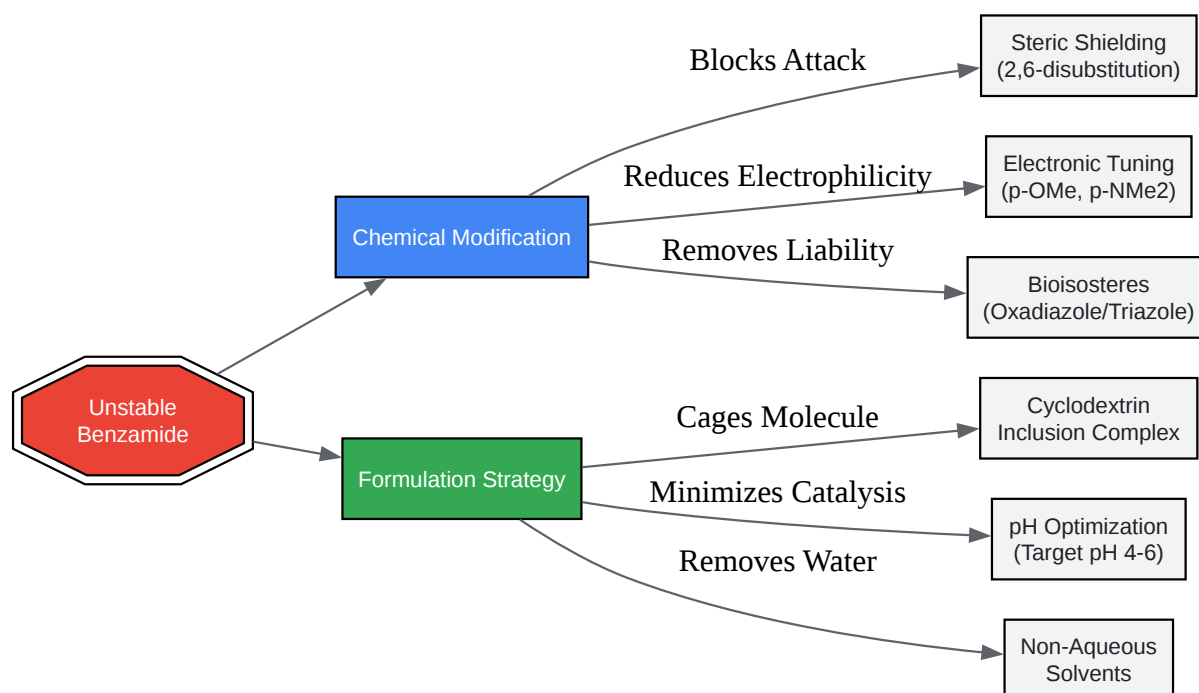 Blocks Attack
Steric Shielding
(2,6-disubstitution)
Reduces Electrophilicity
Electronic Tuning
(p-OMe, p-NMe2)
Chemical Modification
Removes Liability
Bioisosteres
(Oxadiazole/Triazole)
Unstable
Benzamide
Cages Molecule
Cyclodextrin
Inclusion Complex
Formulation Strategy
Minimizes Catalysis
pH Optimization
(Target pH 4-6)
Removes Water
Non-Aqueous
Solvents